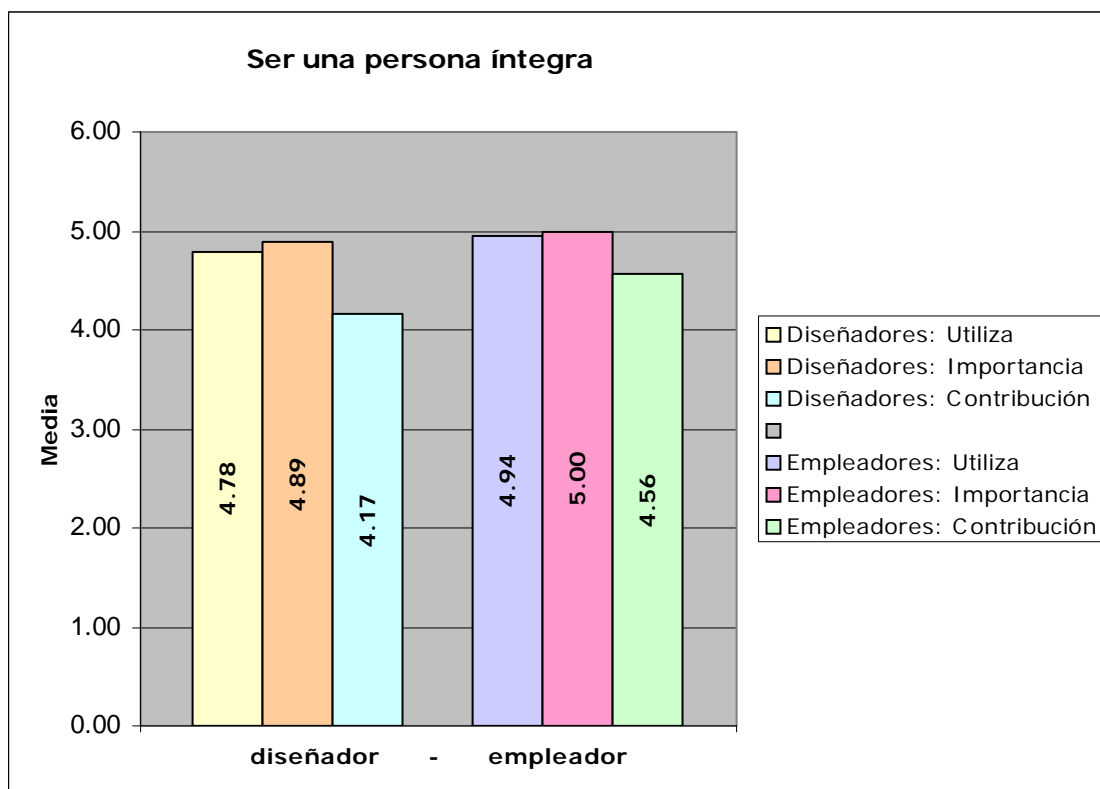 Ser una persona íntegra
6.00
5.00
4.00
3.00
2.00
1.00
0.00
Media
4.78
4.89
4.17
4.94
5.00
4.56
diseñador - empleador
Diseñadores: Utiliza
Diseñadores: Importancia
Diseñadores: Contribución
Empleadores: Utiliza
Empleadores: Importancia
Empleadores: Contribución